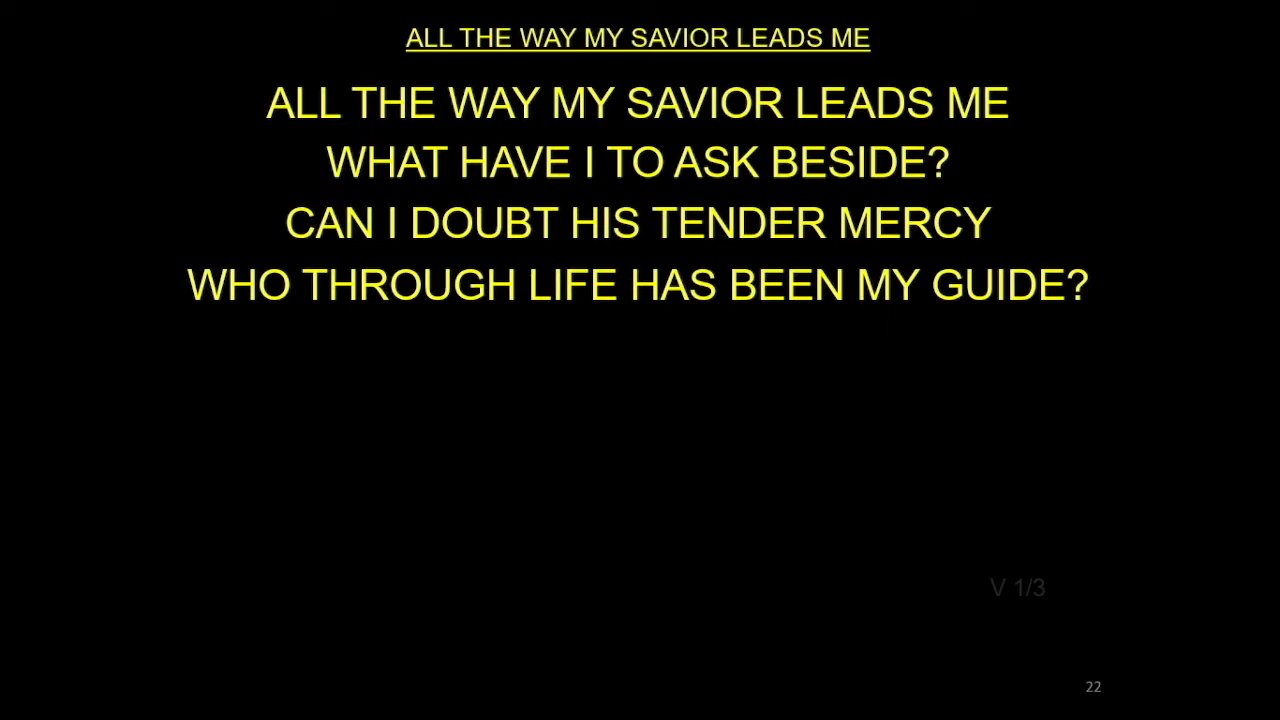 ALL THE WAY MY SAVIOR LEADS ME
ALL THE WAY MY SAVIOR LEADS ME
WHAT HAVE I TO ASK BESIDE?
CAN I DOUBT HIS TENDER MERCY
WHO THROUGH LIFE HAS BEEN MY GUIDE?
V 1/3
22